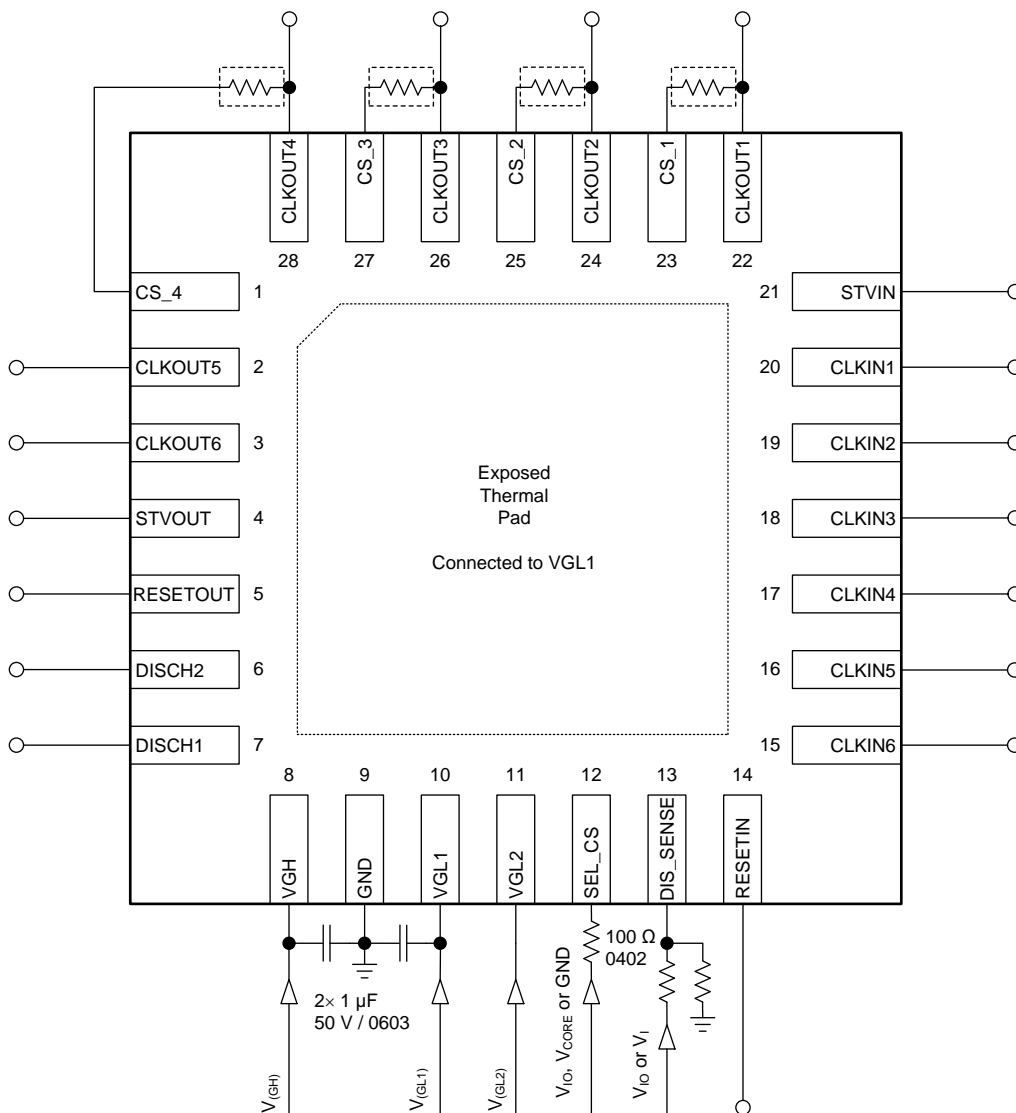 CLKOUT4
CS_3
CLKOUT3
CS_2
CLKOUT2
CS_1
CLKOUT1
28
27
26
25
24
23
22
CS_4
1
21
STVIN
CLKOUT5
2
20
CLKIN1
CLKOUT6
3
19
CLKIN2
STVOUT
4
18
CLKIN3
RESETOUT
5
17
CLKIN4
DISCH2
6
16
CLKIN5
DISCH1
7
15
CLKIN6
Exposed
Thermal
Pad
Connected to VGL1
8
9
10
11
12
13
14
VGH
GND
VGL1
VGL2
SEL_CS
DIS_SENSE
RESETIN
100 Ω
0402
2× 1 µF
50 V / 0603
V(GH)
V(GL1)
V(GL2)
VIO, VCORE or GND
VIO or VI